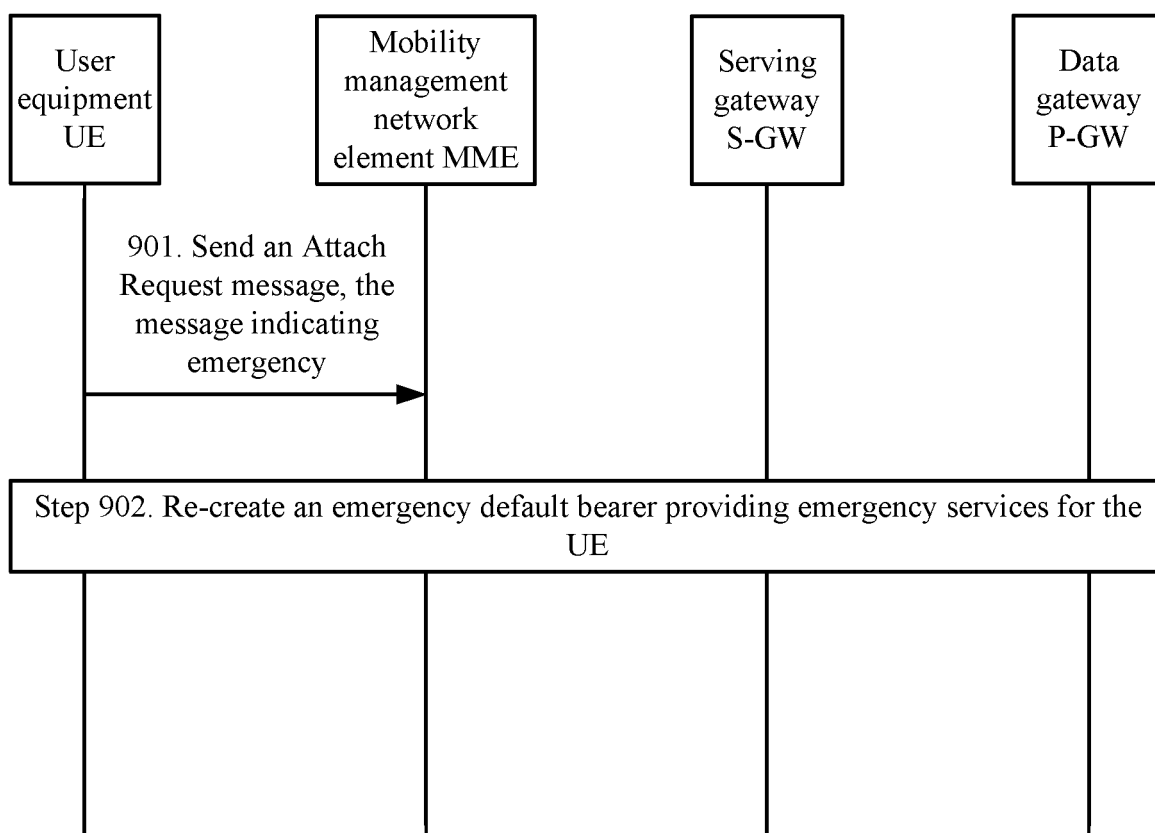 User
equipment
UE
Mobility
management
network
element MME
Serving
gateway
S-GW
Data
gateway
P-GW
901. Send an Attach
Request message, the
message indicating
emergency
Step 902. Re-create an emergency default bearer providing emergency services for the
UE